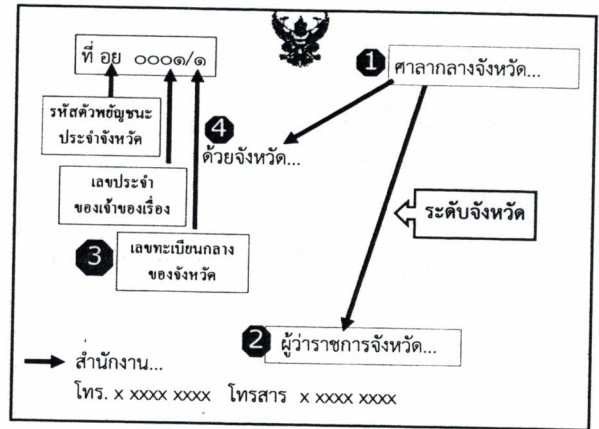 ที่ อย ๐๐๐๑/๑
1 ศาลากลางจังหวัด...
รหัสตัวพยัญชนะ
ประจำจังหวัด
4
ด้วยจังหวัด...
เลขประจำ
ของเจ้าของเรื่อง
ระดับจังหวัด
3
เลขทะเบียนกลาง
ของจังหวัด
2 ผู้ว่าราชการจังหวัด...
สำนักงาน...
โทร. x xxxx xxxx โทรสาร x xxxx xxxx